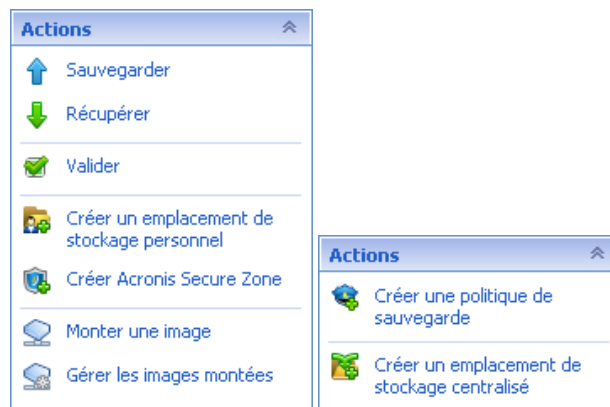 Actions
Sauvegarder
Récupérer
Valider
Créer un emplacement de
stockage personnel
Créer Acronis Secure Zone
Monter une image
Gérer les images montées
Actions
Créer une politique de
sauvegarde
Créer un emplacement de
stockage centralisé